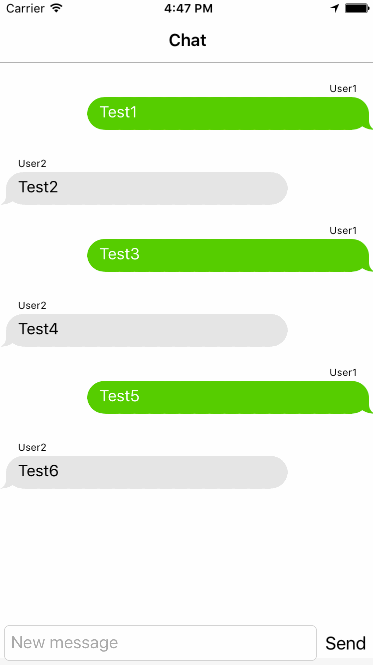 Carrier 4:47 PM
Chat
User1
Test1
User2
Test2
User1
Test3
User2
Test4
User1
Test5
User2
Test6
New message Send